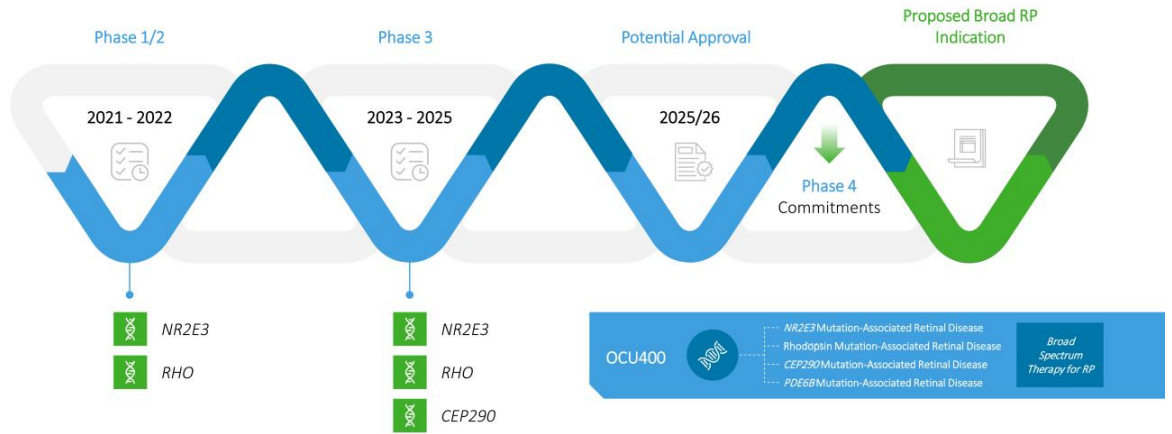 Phase 1/2
Phase 3
Potential Approval
Proposed Broad RP
Indication
2021 - 2022
2023 - 2025
2025/26
Phase 4
Commitments
NR2E3
RHO
NR2E3
RHO
CEP290
OCU400
NR2E3 Mutation-Associated Retinal Disease
Rhodopsin Mutation-Associated Retinal Disease
CEP290 Mutation-Associated Retinal Disease
PDE6B Mutation-Associated Retinal Disease
Broad
Spectrum
Therapy for RP